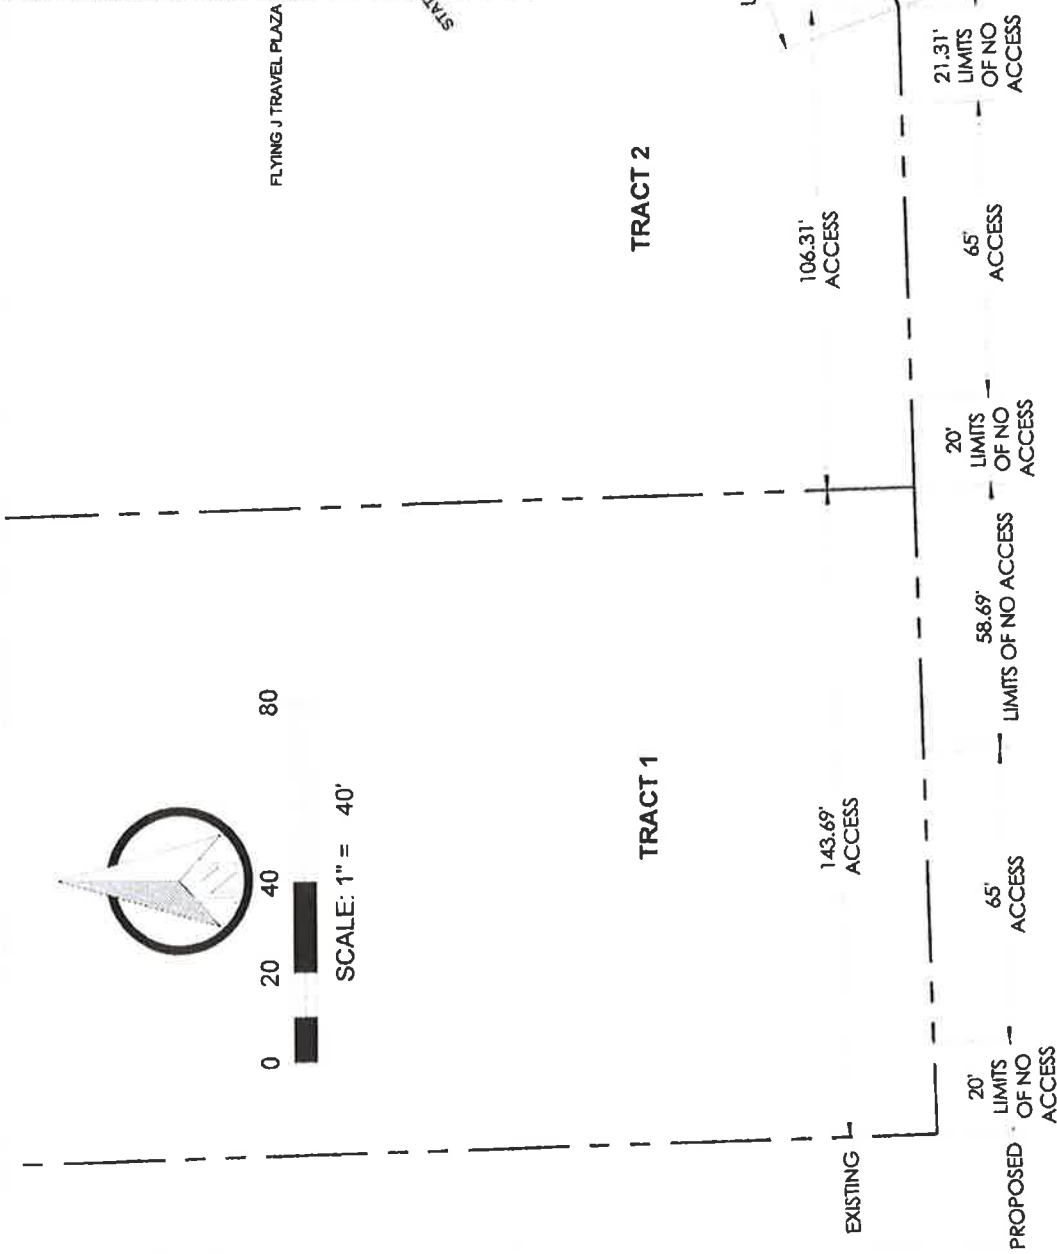 FLYING J TRAVEL PLAZA
STAT
0
20
40
80
SCALE: 1" = 40'
TRACT 1
TRACT 2
EXISTING
143.69'
ACCESS
106.31'
ACCESS
PROPOSED
20'
LIMITS
OF NO
ACCESS
65'
ACCESS
58.69'
LIMITS OF NO ACCESS
20'
LIMITS
OF NO
ACCESS
65'
ACCESS
21.31'
LIMITS
OF NO
ACCESS